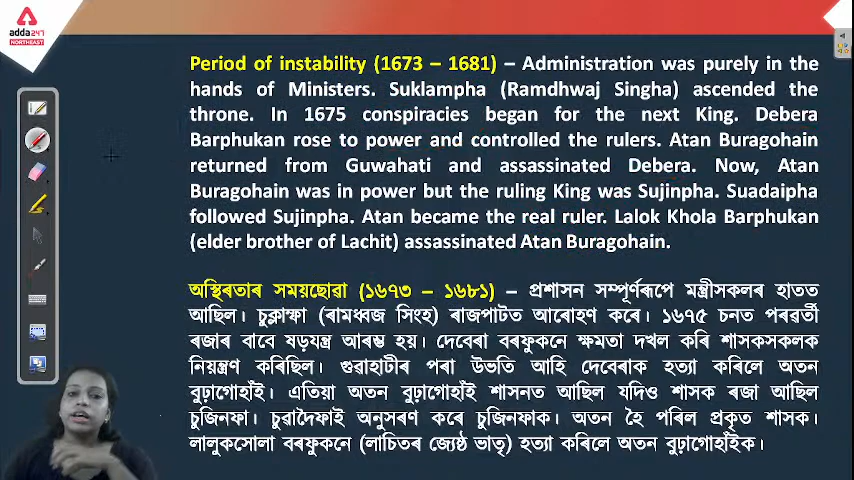 adda247
NORTHEAST
Period of instability (1673 – 1681) – Administration was purely in the
hands of Ministers. Suklampha (Ramdhwaj Singha) ascended the
throne. In 1675 conspiracies began for the next King. Debera
Barphukan rose to power and controlled the rulers. Atan Buragohain
returned from Guwahati and assassinated Debera. Now, Atan
Buragohain was in power but the ruling King was Sujinpha. Suadaipha
followed Sujinpha. Atan became the real ruler. Lalok Khola Barphukan
(elder brother of Lachit) assassinated Atan Buragohain.
অস্থিৰতাৰ সময়ছোৱা (১৬৭৩ – ১৬৮১) – প্ৰশাসন সম্পূৰ্ণৰূপে মন্ত্ৰীসকলৰ হাতত
আছিল। চুক্লাম্ফা (ৰামধ্বজ সিংহ) ৰাজপাটত আৰোহণ কৰে। ১৬৭৫ চনত পৰৱৰ্তী
ৰজাৰ বাবে ষড়যন্ত্ৰ আৰম্ভ হয়। দেবেৰা বৰফুকনে ক্ষমতা দখল কৰি শাসকসকলক
নিয়ন্ত্ৰণ কৰিছিল। গুৱাহাটীৰ পৰা উভতি আহি দেবেৰাক হত্যা কৰিলে অতন
বুঢ়াগোহাঁই। এতিয়া অতন বুঢ়াগোহাঁই শাসনত আছিল যদিও শাসক ৰজা আছিল
চুজিনফা। চুৱাদৈফাই অনুসৰণ কৰে চুজিনফাক। অতন হৈ পৰিল প্ৰকৃত শাসক।
লালুকসোলা বৰফুকনে (লাচিতৰ জ্যেষ্ঠ ভাতৃ) হত্যা কৰিলে অতন বুঢ়াগোহাঁইক।